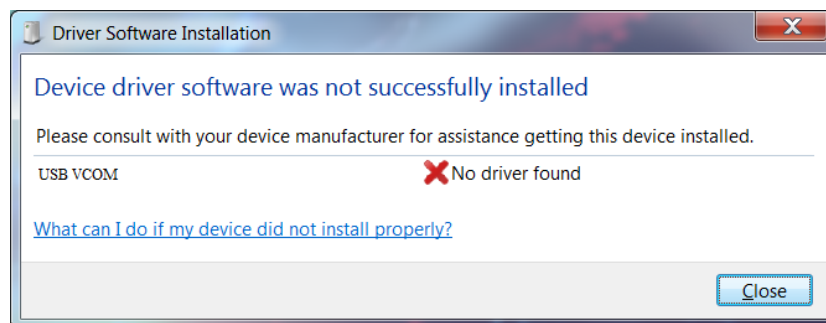 Driver Software Installation
Device driver software was not successfully installed
Please consult with your device manufacturer for assistance getting this device installed.
USB VCOM No driver found
What can I do if my device did not install properly?
Close